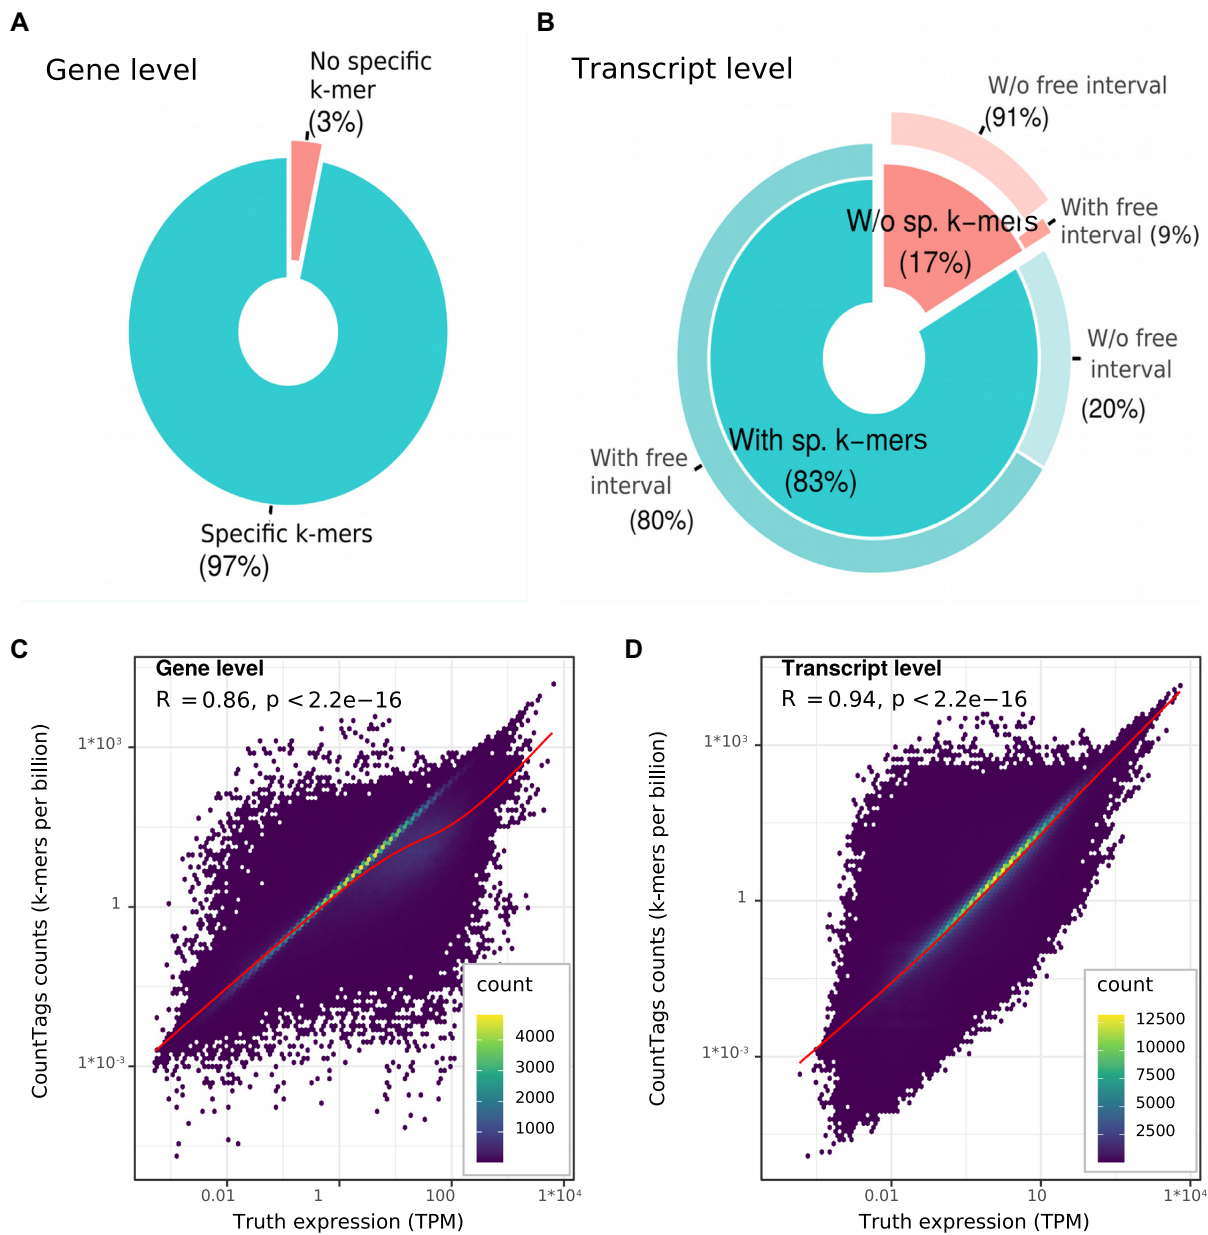 A
Gene level
No specific
k-mer
(3%)
Specific k-mers
(97%)
B
Transcript level
W/o free interval
(91%)
W/o sp. k−mers
(17%)
With free
interval (9%)
W/o free
interval
(20%)
With sp. k−mers
(83%)
With free
interval
(80%)
C
Gene level
R = 0.86, p < 2.2e−16
CountTags counts (k-mers per billion)
1*10³
1
1*10⁻³
count
4000
3000
2000
1000
0.01
1
100
1*10⁴
Truth expression (TPM)
D
Transcript level
R = 0.94, p < 2.2e−16
CountTags counts (k-mers per billion)
1*10³
1
1*10⁻³
count
12500
10000
7500
5000
2500
0.01
10
1*10⁴
Truth expression (TPM)